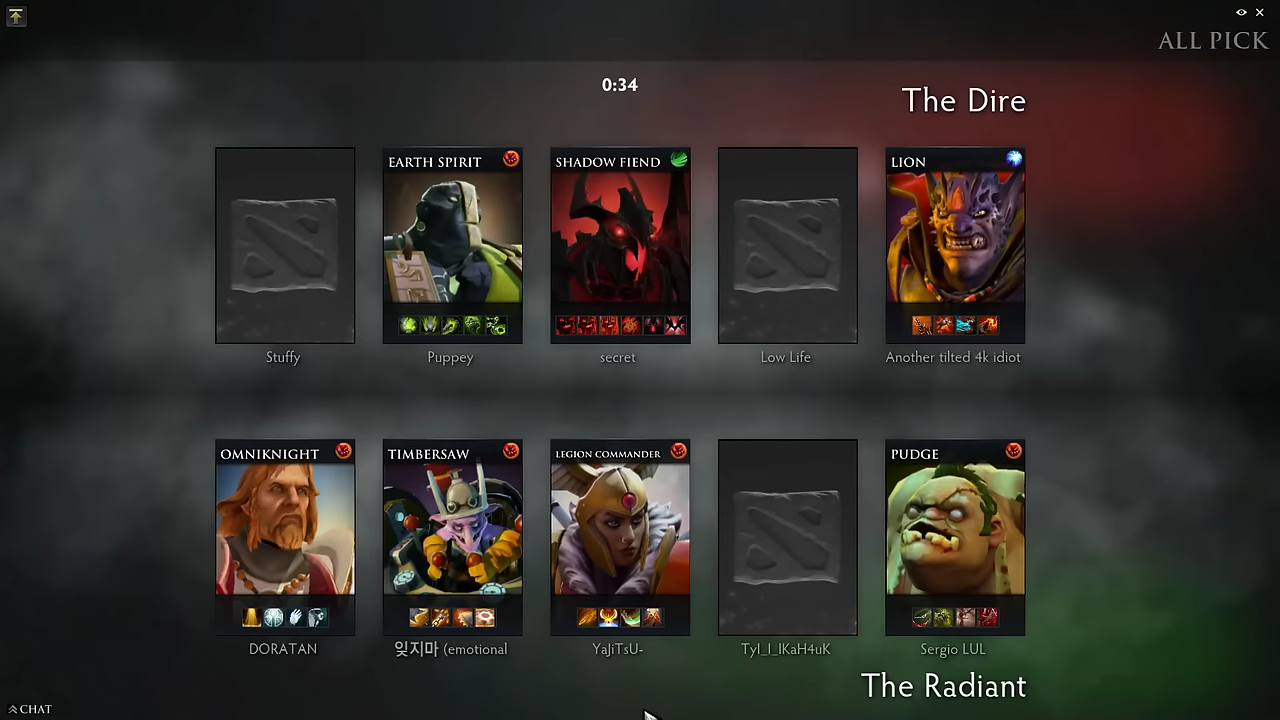 ALL PICK
0:34
The Dire
EARTH SPIRIT
SHADOW FIEND
LION
Stuffy
Puppey
secret
Low Life
Another tilted 4k idiot
OMNIKNIGHT
TIMBERSAW
LEGION COMMANDER
PUDGE
DORATAN
잊지마 (emotional
YaJiTsU-
TyI_I_IKaH4uK
Sergio LUL
The Radiant
CHAT